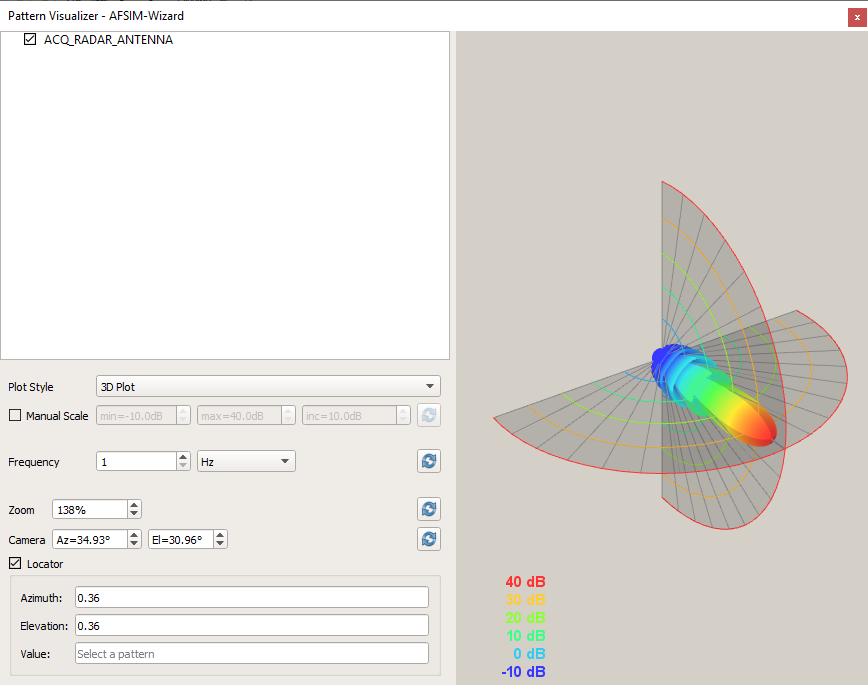 Pattern Visualizer - AFSIM-Wizard
x
ACQ_RADAR_ANTENNA
Plot Style 3D Plot
Manual Scale min=-10.0dB max=40.0dB inc=10.0dB
Frequency 1 Hz
Zoom 138%
Camera Az=34.93° El=30.96°
Locator
Azimuth: 0.36
Elevation: 0.36
Value: Select a pattern
40 dB
30 dB
20 dB
10 dB
0 dB
-10 dB